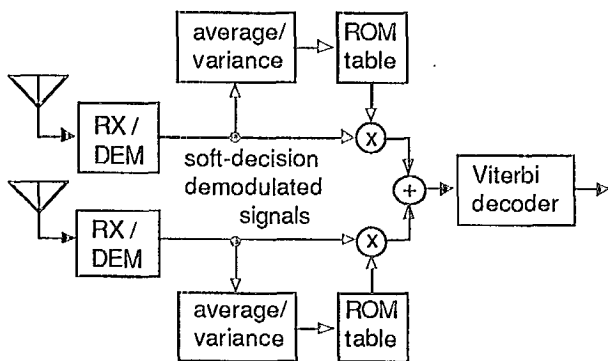 average/
variance
ROM
table
RX /
DEM
x
soft-decision
demodulated
signals
+
Viterbi
decoder
RX /
DEM
x
average/
variance
ROM
table